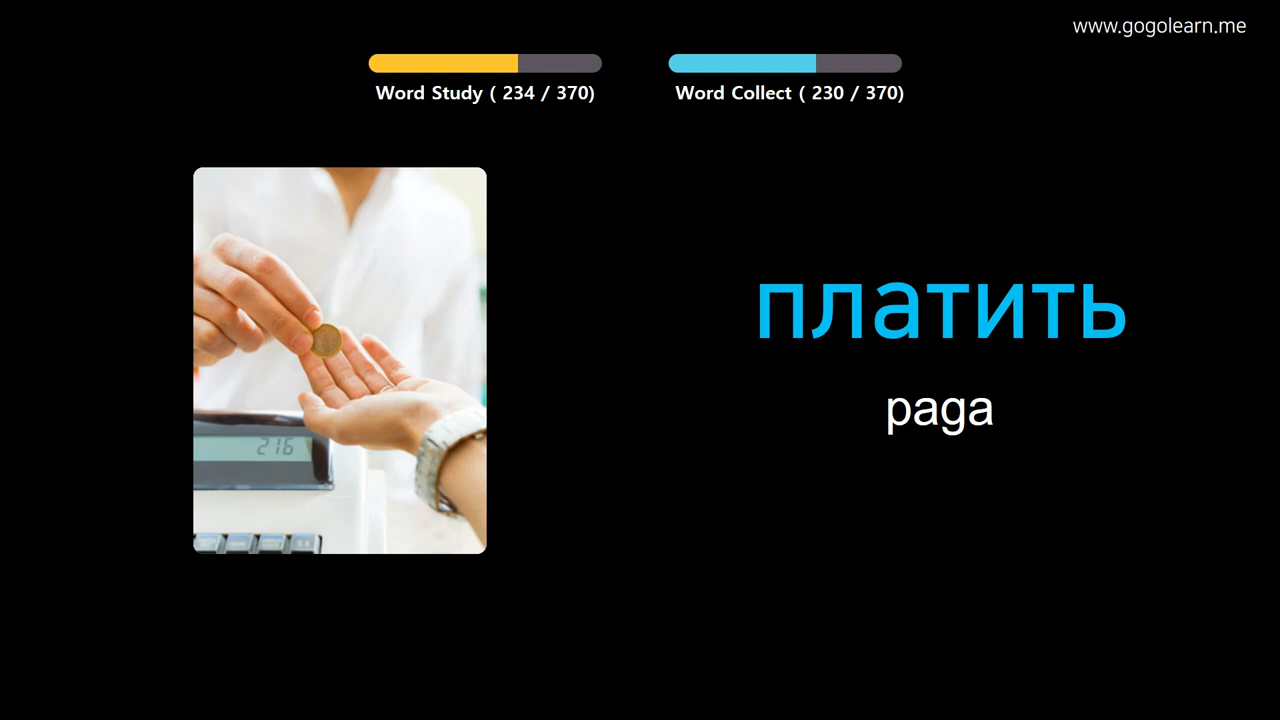 www.gogolearn.me
Word Study ( 234 / 370)
Word Collect ( 230 / 370)
платить
paga
216